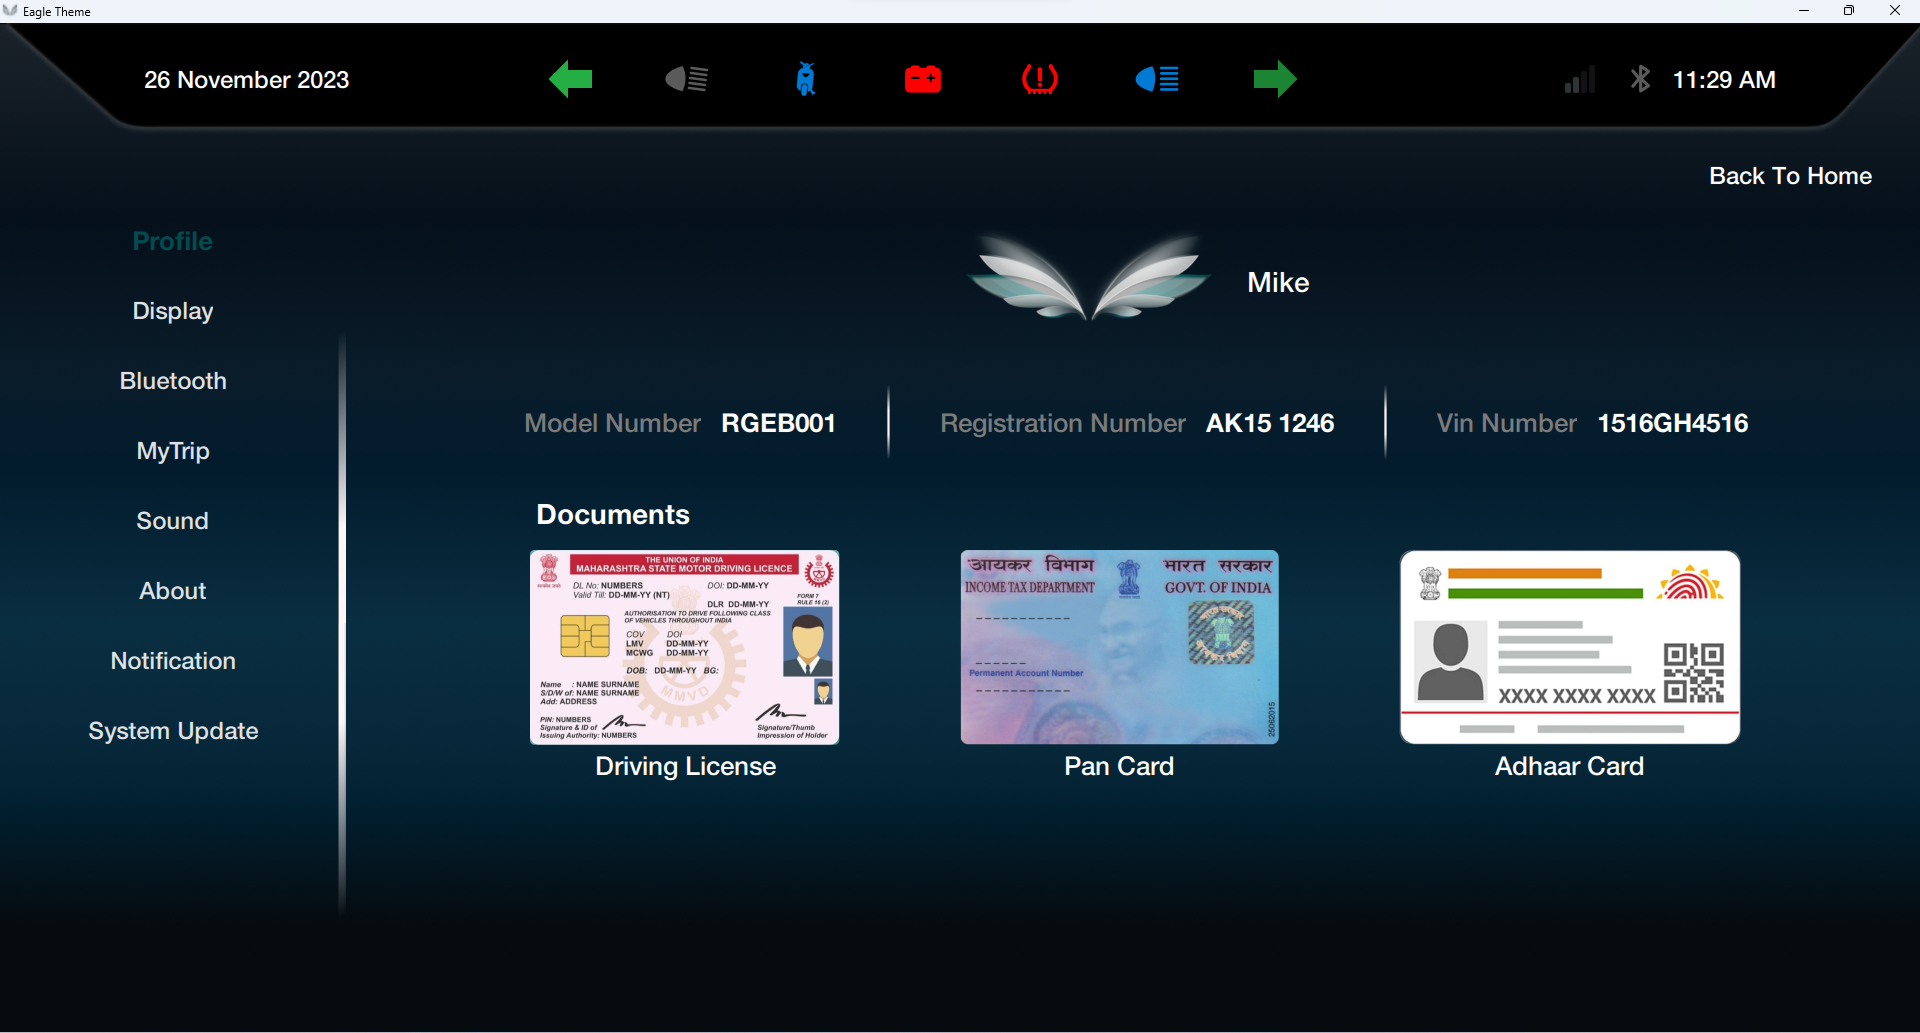 Eagle Theme
26 November 2023
11:29 AM
Back To Home
Profile
Display
Bluetooth
MyTrip
Sound
About
Notification
System Update
Mike
Model Number RGEB001
Registration Number AK15 1246
Vin Number 1516GH4516
Documents
THE UNION OF INDIA
MAHARASHTRA STATE MOTOR DRIVING LICENCE
DL No: NUMBERS DOI: DD-MM-YY
Valid Till: DD-MM-YY (NT)
DLR DD-MM-YY
FORM 7
RULE 16 (2)
AUTHORISATION TO DRIVE FOLLOWING CLASS
OF VEHICLES THROUGHOUT INDIA
COV DOI
LMV DD-MM-YY
MCWG DD-MM-YY
DOB: DD-MM-YY BG:
MMVD
Name : NAME SURNAME
S/D/W of: NAME SURNAME
Add: ADDRESS
PIN: NUMBERS
Signature & ID of
Issuing Authority: NUMBERS
Signature/Thumb
Impression of Holder
Driving License
आयकर विभाग भारत सरकार
INCOME TAX DEPARTMENT GOVT. OF INDIA
Permanent Account Number
25062015
Pan Card
XXXX XXXX XXXX
Adhaar Card